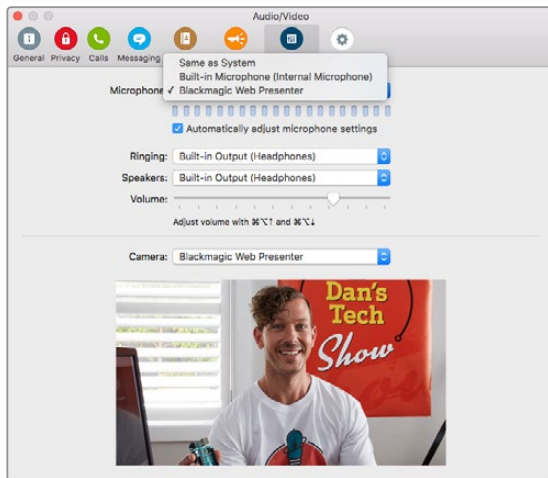 Audio/Video
General Privacy Calls Messaging
Same as System
Built-in Microphone (Internal Microphone)
Microphone: ✓ Blackmagic Web Presenter
Automatically adjust microphone settings
Ringing: Built-in Output (Headphones)
Speakers: Built-in Output (Headphones)
Volume:
Adjust volume with ⌘⌥↑ and ⌘⌥↓
Camera: Blackmagic Web Presenter
Dan's
Tech
Show